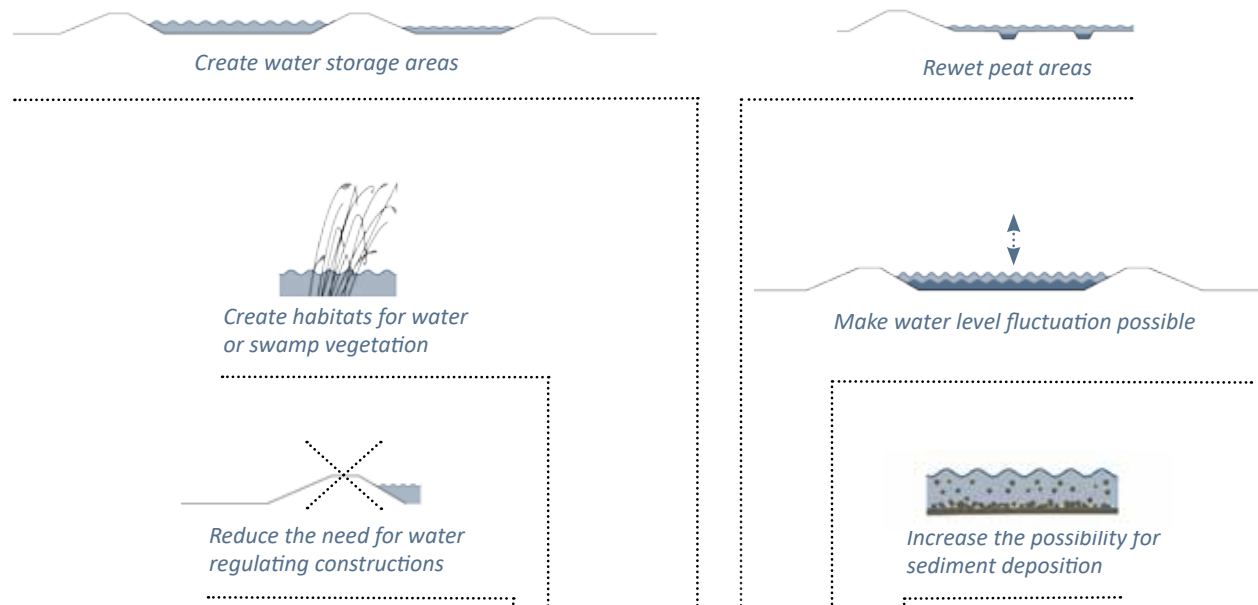 Create water storage areas
Rewet peat areas
Create habitats for water
or swamp vegetation
Make water level fluctuation possible
Reduce the need for water
regulating constructions
Increase the possibility for
sediment deposition